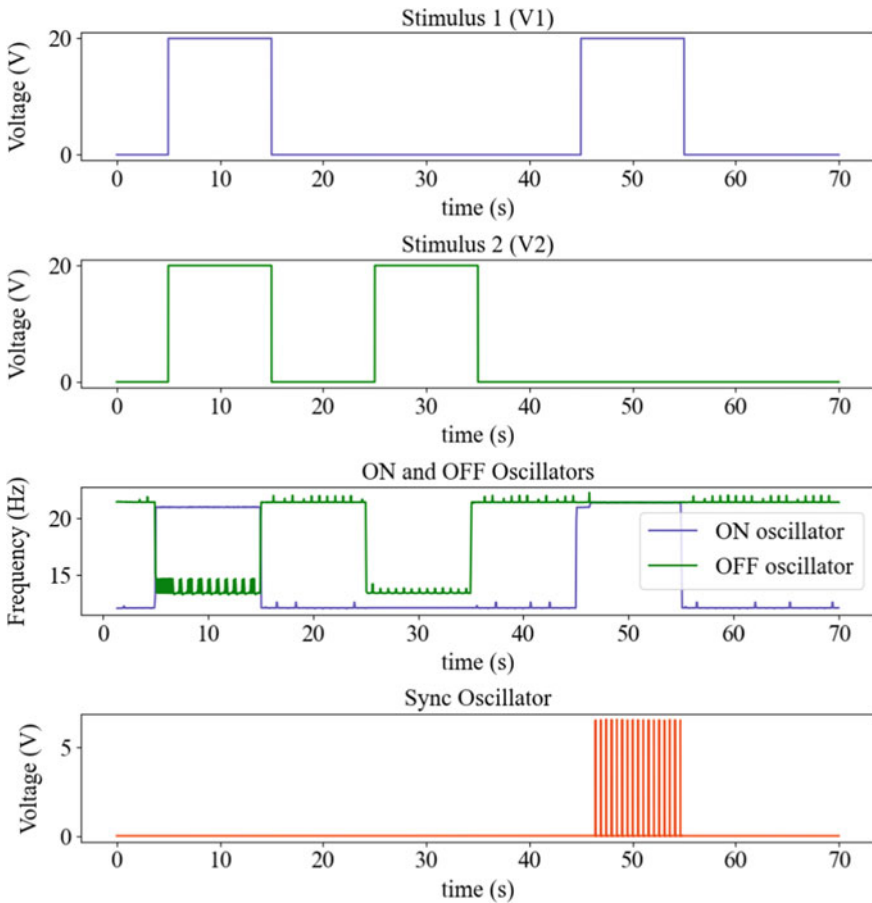 Stimulus 1 (V1)
Voltage (V)
20
0
0 10 20 30 40 50 60 70
time (s)
Stimulus 2 (V2)
Voltage (V)
20
0
0 10 20 30 40 50 60 70
time (s)
ON and OFF Oscillators
Frequency (Hz)
20
15
ON oscillator
OFF oscillator
0 10 20 30 40 50 60 70
time (s)
Sync Oscillator
Voltage (V)
5
0
0 10 20 30 40 50 60 70
time (s)